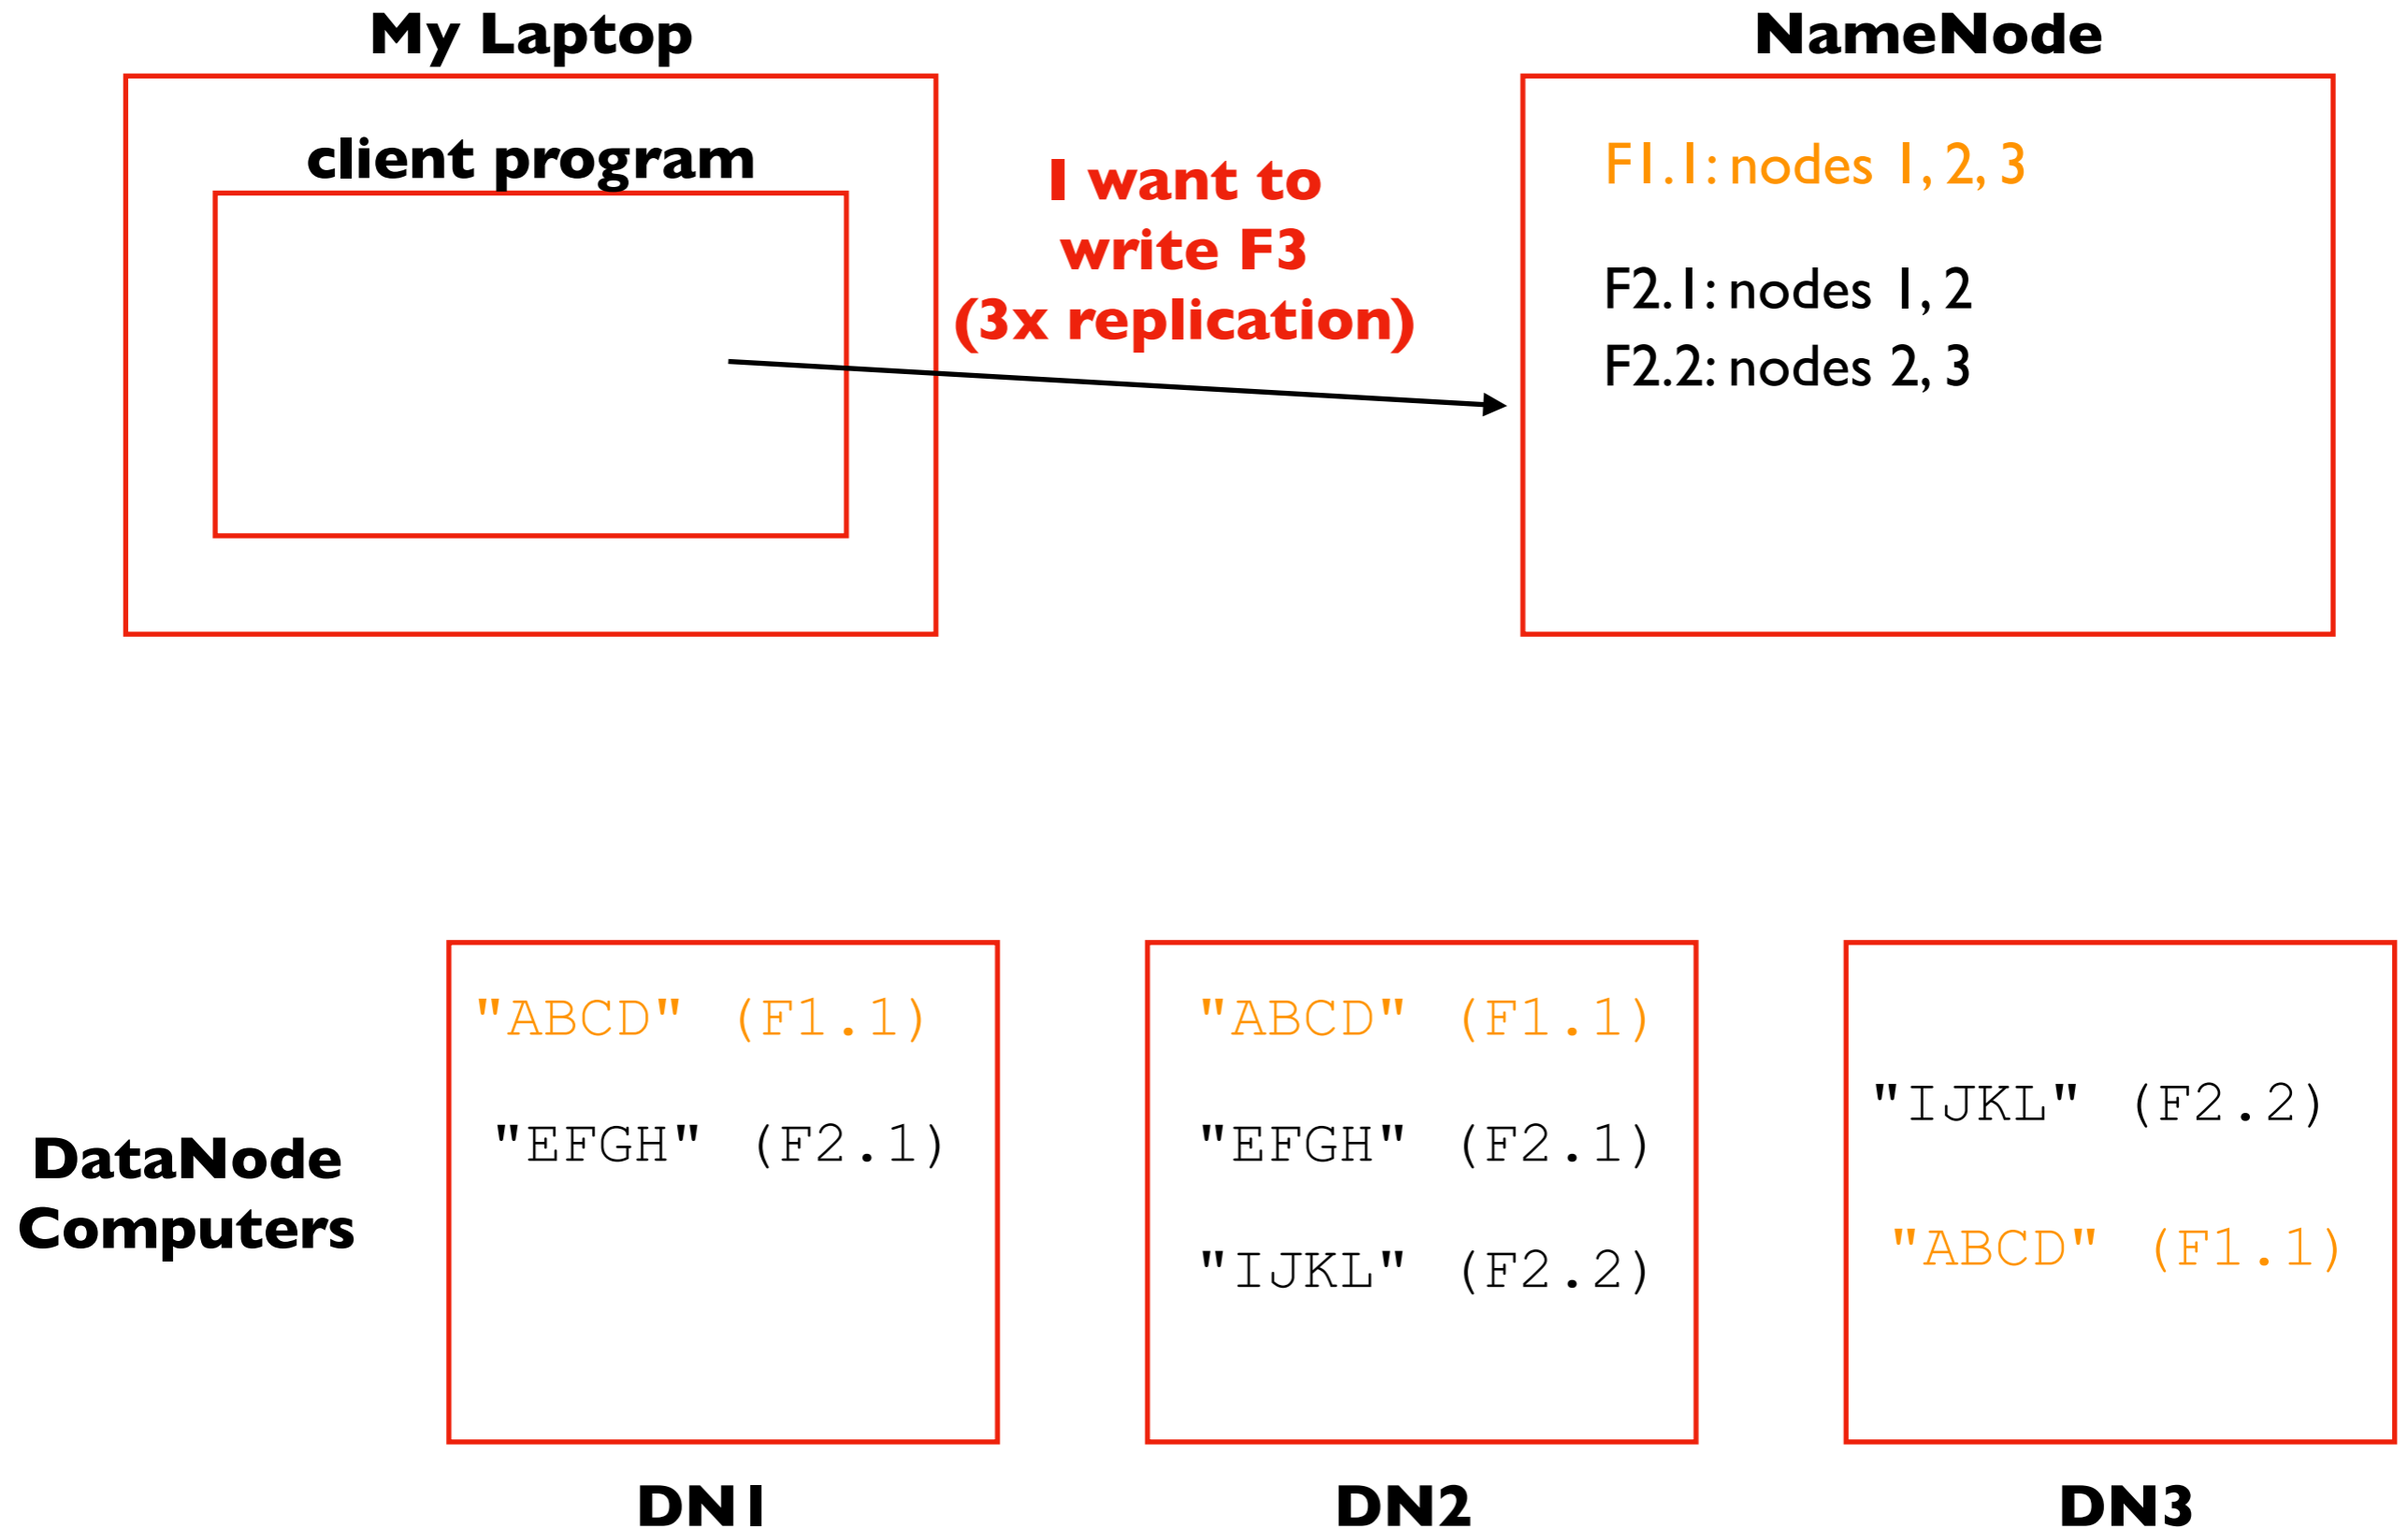 My Laptop
NameNode
client program
I want to
write F3
(3x replication)
F1.1: nodes 1, 2, 3
F2.1: nodes 1, 2
F2.2: nodes 2, 3
DataNode
Computers
"ABCD" (F1.1)
"EFGH" (F2.1)
"ABCD" (F1.1)
"EFGH" (F2.1)
"IJKL" (F2.2)
"IJKL" (F2.2)
"ABCD" (F1.1)
DN1
DN2
DN3